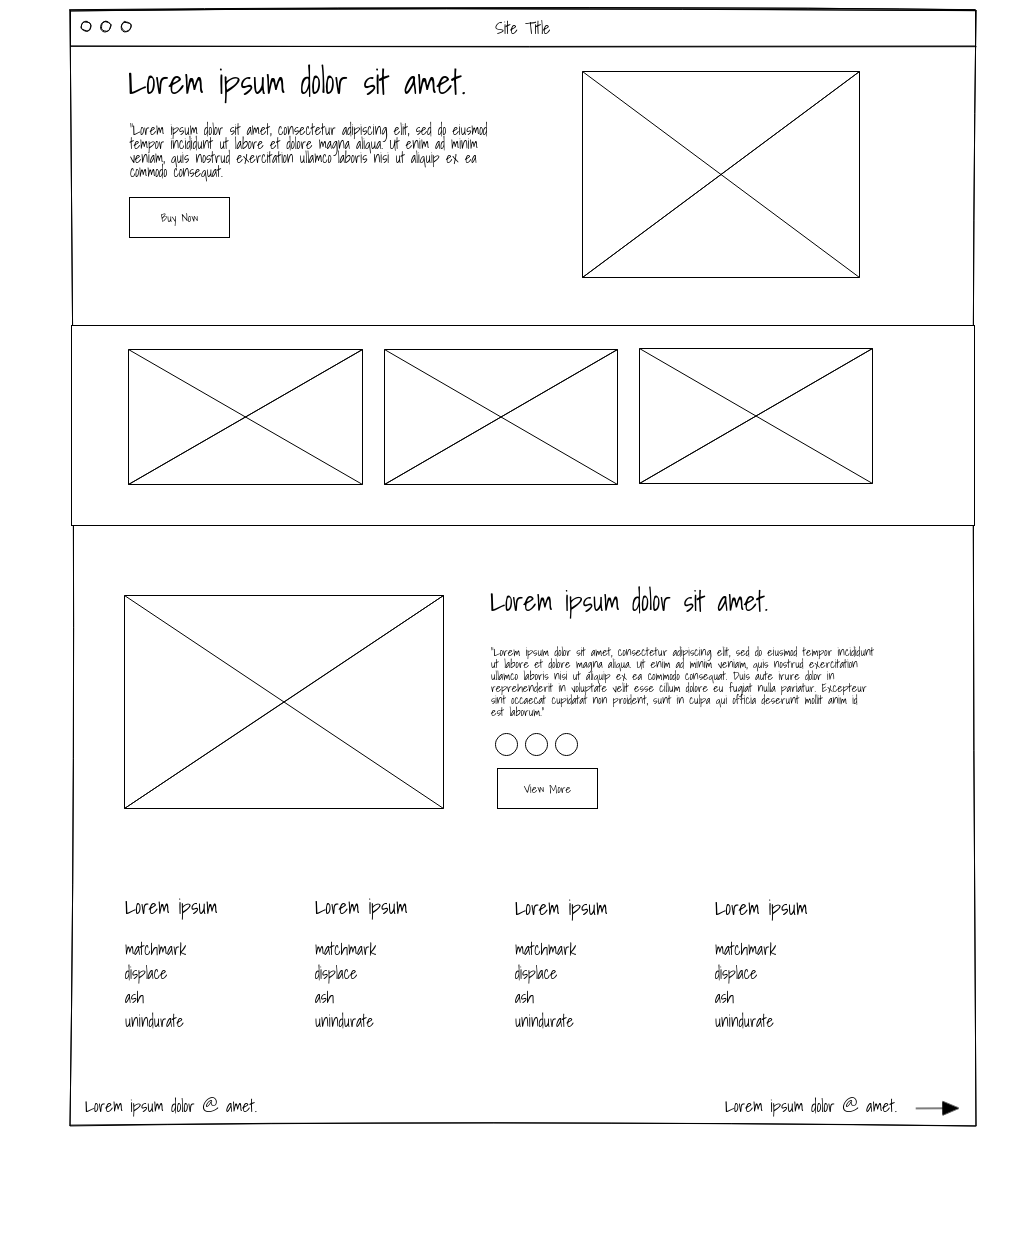 Site Title
Lorem ipsum dolor sit amet.
"Lorem ipsum dolor sit amet, consectetur adipiscing elit, sed do eiusmod
tempor incididunt ut labore et dolore magna aliqua. Ut enim ad minim
veniam, quis nostrud exercitation ullamco laboris nisi ut aliquip ex ea
commodo consequat.
Buy Now
Lorem ipsum dolor sit amet.
"Lorem ipsum dolor sit amet, consectetur adipiscing elit, sed do eiusmod tempor incididunt
ut labore et dolore magna aliqua. Ut enim ad minim veniam, quis nostrud exercitation
ullamco laboris nisi ut aliquip ex ea commodo consequat. Duis aute irure dolor in
reprehenderit in voluptate velit esse cillum dolore eu fugiat nulla pariatur. Excepteur
sint occaecat cupidatat non proident, sunt in culpa qui officia deserunt mollit anim id
est laborum."
View More
Lorem ipsum
matchmark
displace
ash
unindurate
Lorem ipsum
matchmark
displace
ash
unindurate
Lorem ipsum
matchmark
displace
ash
unindurate
Lorem ipsum
matchmark
displace
ash
unindurate
Lorem ipsum dolor @ amet.
Lorem ipsum dolor @ amet.